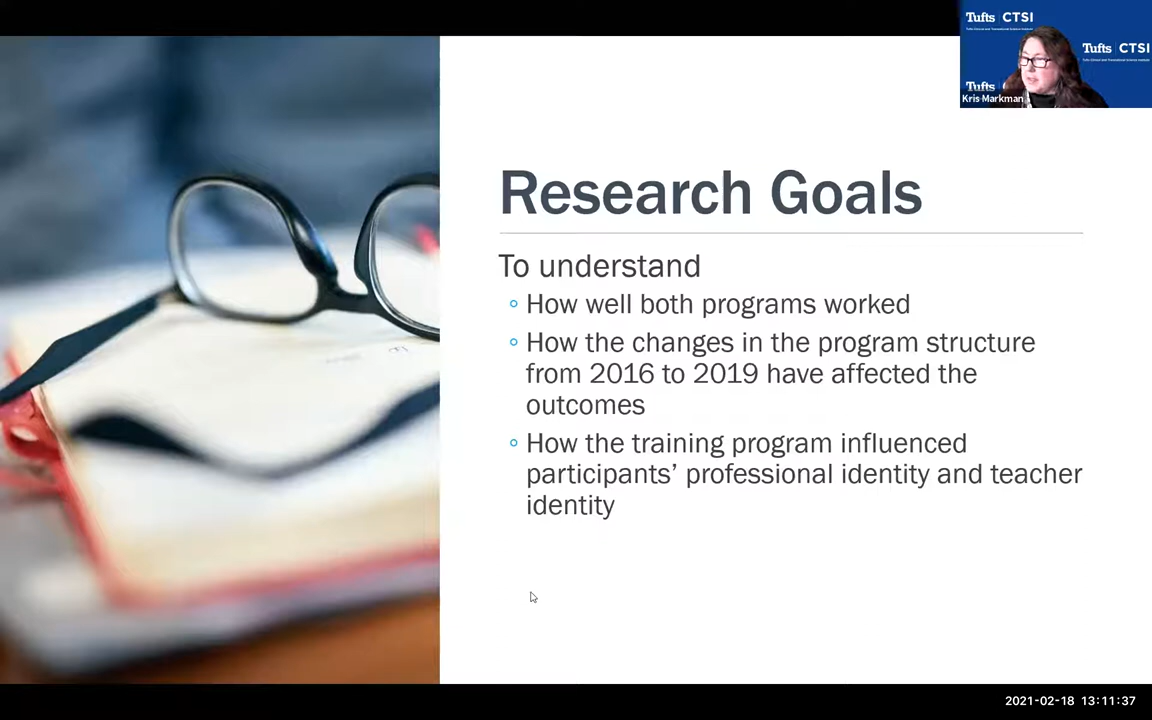 Tufts CTSI
Tufts CTSI
Tufts
Kris Markman
Research Goals
To understand
How well both programs worked
How the changes in the program structure
from 2016 to 2019 have affected the
outcomes
How the training program influenced
participants’ professional identity and teacher
identity
2021-02-18 13:11:37